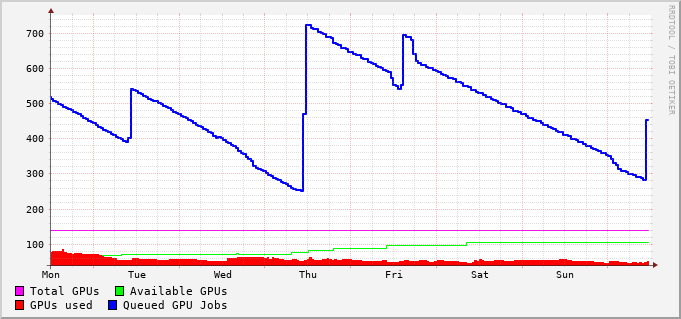 700
600
500
400
300
200
100
Mon Tue Wed Thu Fri Sat Sun
Total GPUs Available GPUs
GPUs used Queued GPU Jobs
RRDTOOL / TOBI OETIKER